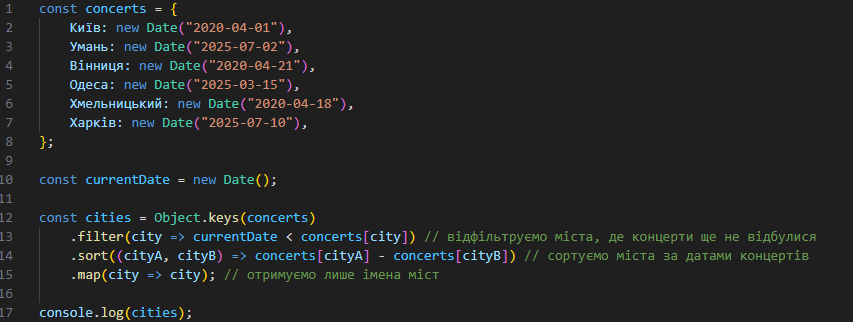 1 const concerts = {
2     Київ: new Date("2020-04-01"),
3     Умань: new Date("2025-07-02"),
4     Вінниця: new Date("2020-04-21"),
5     Одеса: new Date("2025-03-15"),
6     Хмельницький: new Date("2020-04-18"),
7     Харків: new Date("2025-07-10"),
8 };
9
10 const currentDate = new Date();
11
12 const cities = Object.keys(concerts)
13     .filter(city => currentDate < concerts[city]) // відфільтруємо міста, де концерти ще не відбулися
14     .sort((cityA, cityB) => concerts[cityA] - concerts[cityB]) // сортуємо міста за датами концертів
15     .map(city => city); // отримуємо лише імена міст
16
17 console.log(cities);